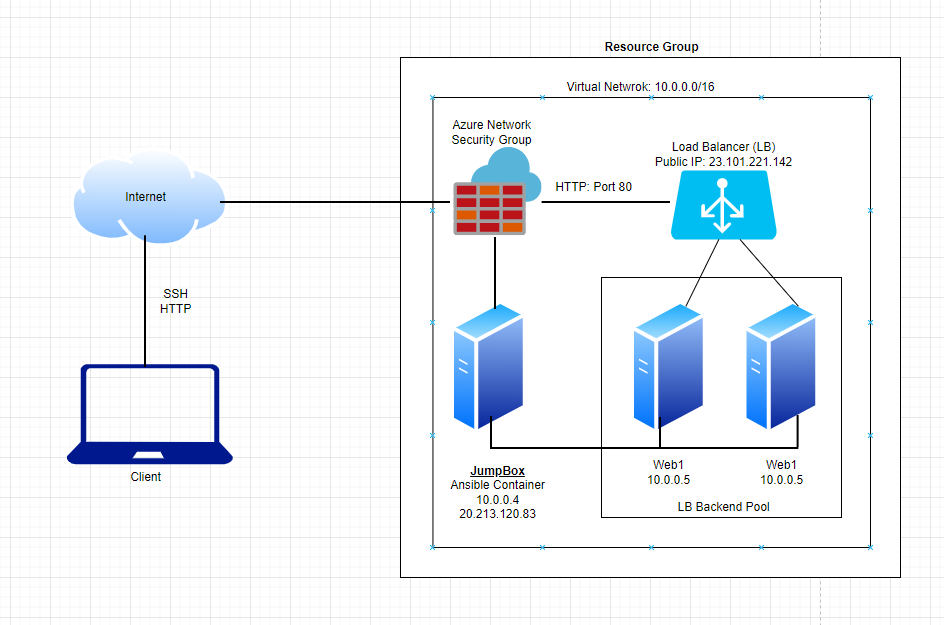 Resource Group
Virtual Netwrok: 10.0.0.0/16
Azure Network
Security Group
Load Balancer (LB)
Public IP: 23.101.221.142
HTTP: Port 80
Internet
SSH
HTTP
Client
JumpBox
Ansible Container
10.0.0.4
20.213.120.83
Web1
10.0.0.5
Web1
10.0.0.5
LB Backend Pool